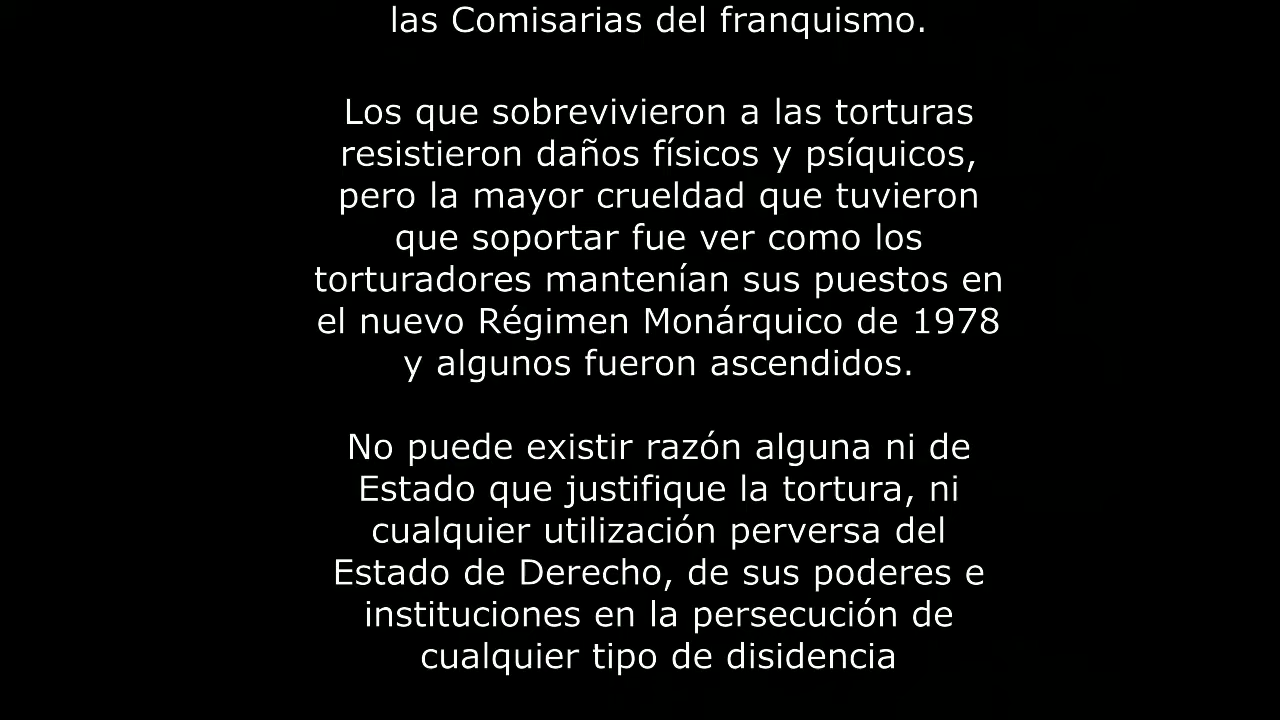 las Comisarias del franquismo.
Los que sobrevivieron a las torturas
resistieron daños físicos y psíquicos,
pero la mayor crueldad que tuvieron
que soportar fue ver como los
torturadores mantenían sus puestos en
el nuevo Régimen Monárquico de 1978
y algunos fueron ascendidos.
No puede existir razón alguna ni de
Estado que justifique la tortura, ni
cualquier utilización perversa del
Estado de Derecho, de sus poderes e
instituciones en la persecución de
cualquier tipo de disidencia